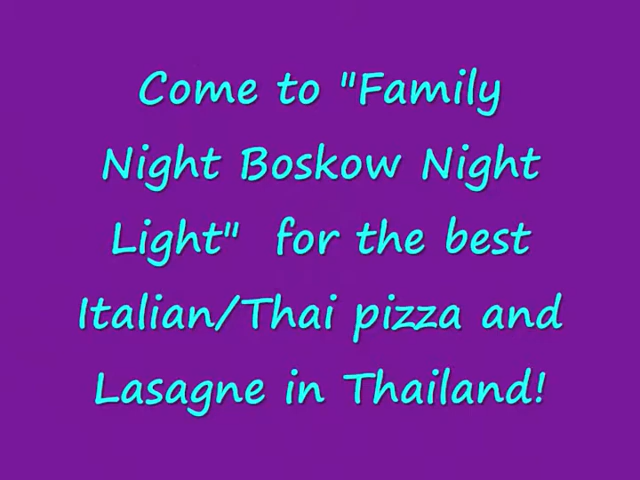 Come to "Family
Night Boskow Night
Light"  for the best
Italian/Thai pizza and
Lasagne in Thailand!